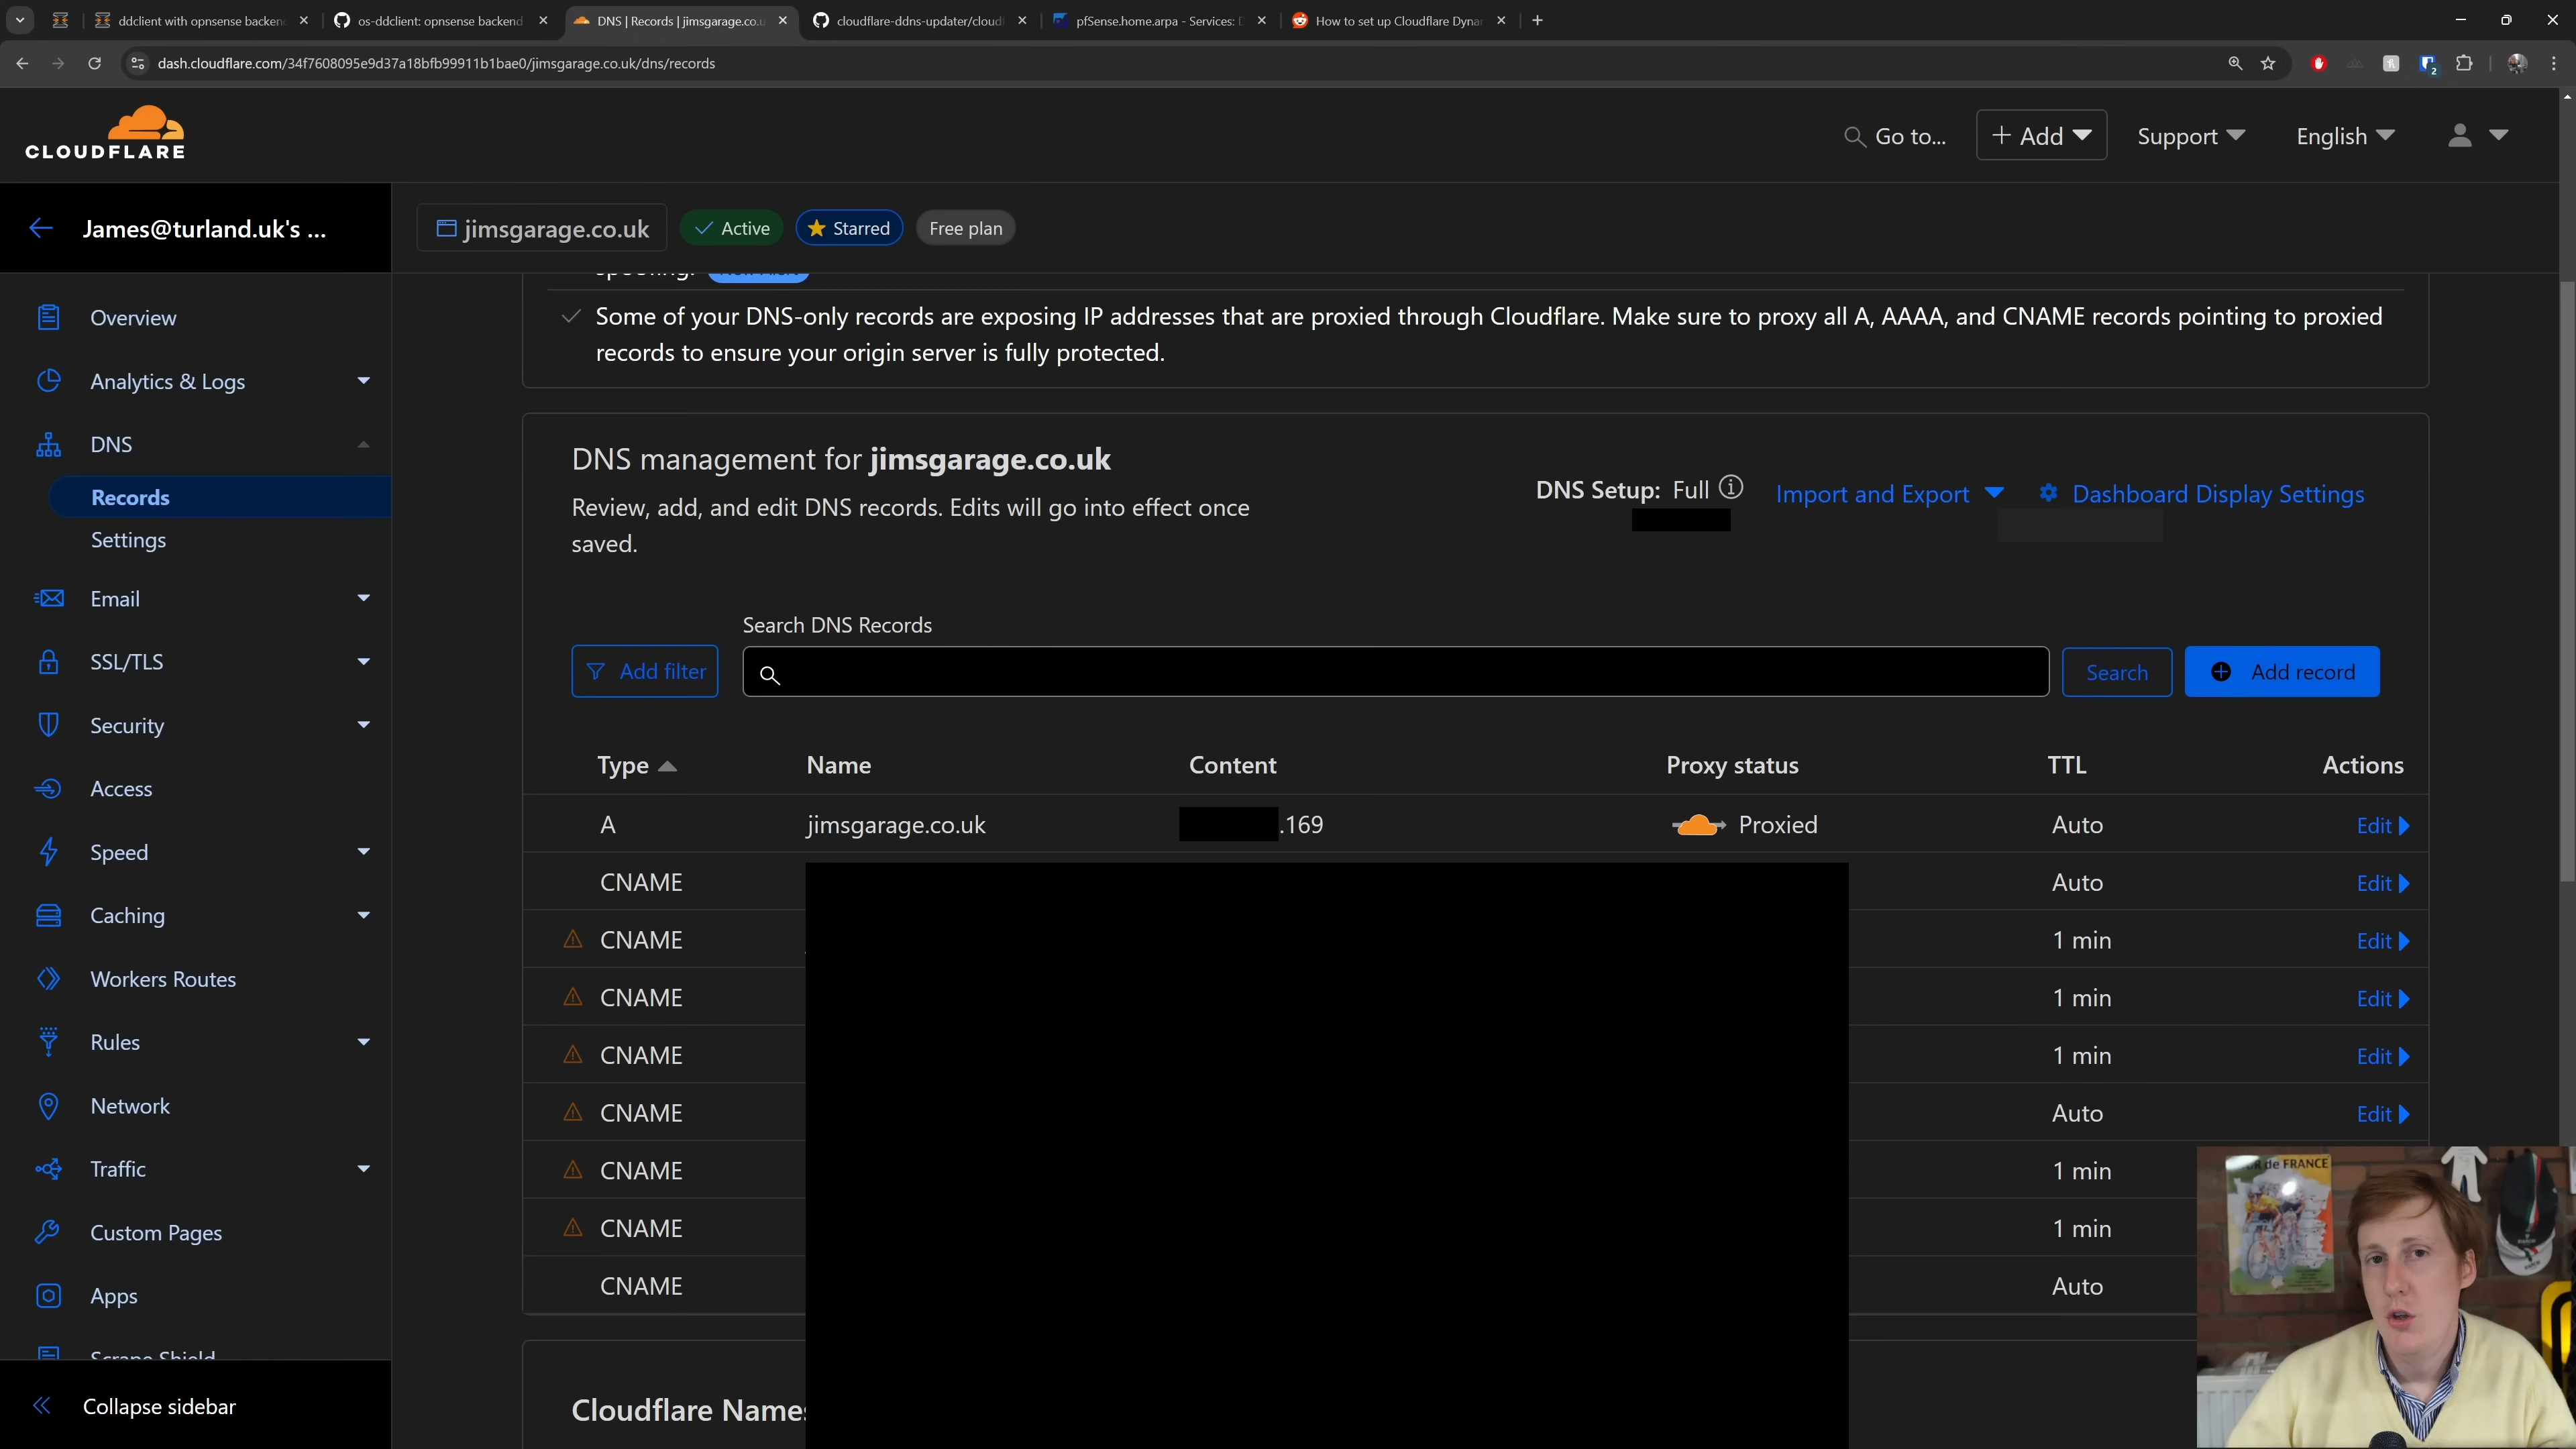 ddclient with opnsense backen
os-ddclient: opnsense backend
DNS | Records | jimsgarage.co.u
cloudflare-ddns-updater/cloud
pfSense.home.arpa - Services: D
How to set up Cloudflare Dyna
dash.cloudflare.com/34f7608095e9d37a18bfb99911b1bae0/jimsgarage.co.uk/dns/records
2
CLOUDFLARE
Go to...
Add
Support
English
James@turland.uk's ...
jimsgarage.co.uk
Active
Starred
Free plan
Overview
Analytics & Logs
DNS
Records
Settings
Email
SSL/TLS
Security
Access
Speed
Caching
Workers Routes
Rules
Network
Traffic
Custom Pages
Apps
Scrape Shield
Collapse sidebar
spoofing.
Some of your DNS-only records are exposing IP addresses that are proxied through Cloudflare. Make sure to proxy all A, AAAA, and CNAME records pointing to proxied
records to ensure your origin server is fully protected.
DNS management for jimsgarage.co.uk
Review, add, and edit DNS records. Edits will go into effect once
saved.
DNS Setup: Full
Import and Export
Dashboard Display Settings
Search DNS Records
Add filter
Search
Add record
Type Name Content Proxy status TTL Actions
A jimsgarage.co.uk .169 Proxied Auto Edit
CNAME Auto Edit
CNAME 1 min Edit
CNAME 1 min Edit
CNAME 1 min Edit
CNAME Auto Edit
CNAME 1 min
CNAME 1 min
CNAME Auto
Cloudflare Names
de FRANCE